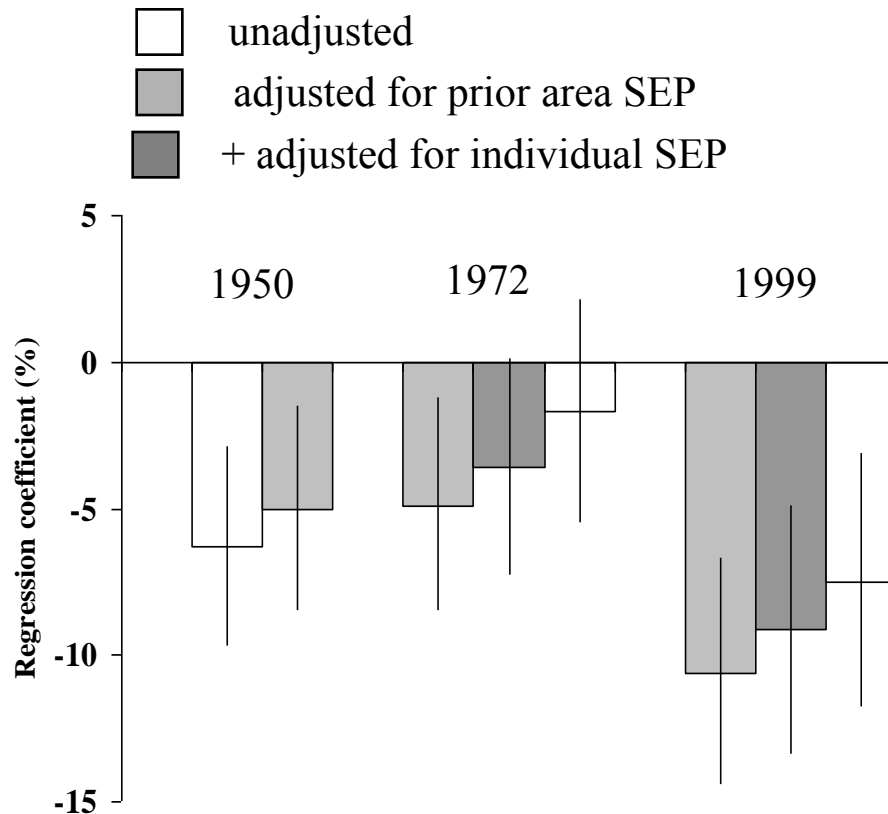 unadjusted
adjusted for prior area SEP
+ adjusted for individual SEP
5
1950
1972
1999
0
-5
-10
-15
Regression coefficient (%)